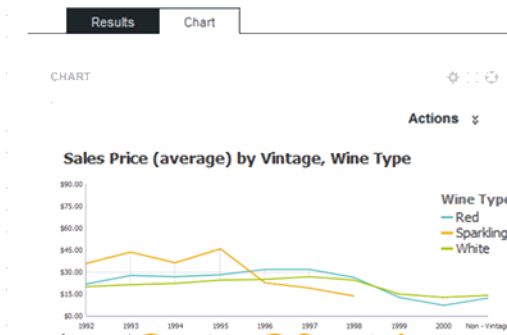 Results Chart
CHART
Actions
Sales Price (average) by Vintage, Wine Type
$90.00
$75.00
$60.00
$45.00
$30.00
$15.00
$0.00
Wine Type
Red
Sparkling
White
1992 1993 1994 1995 1996 1997 1998 1999 2000 Non - Vintage